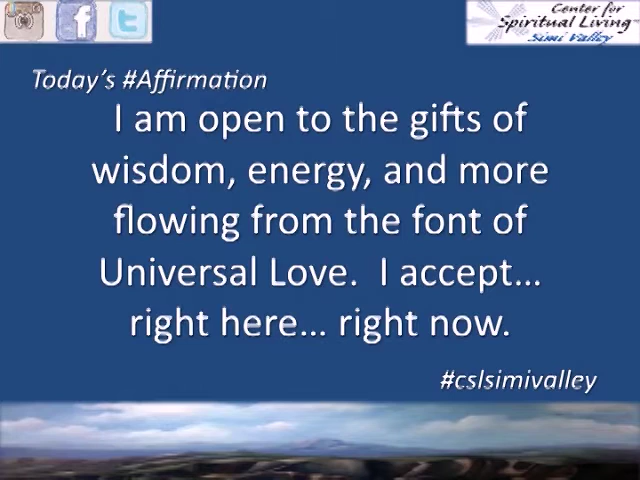 Center for
Spiritual Living
Simi Valley
Today's #Affirmation
I am open to the gifts of
wisdom, energy, and more
flowing from the font of
Universal Love.  I accept...
right here... right now.
#cslsimivalley